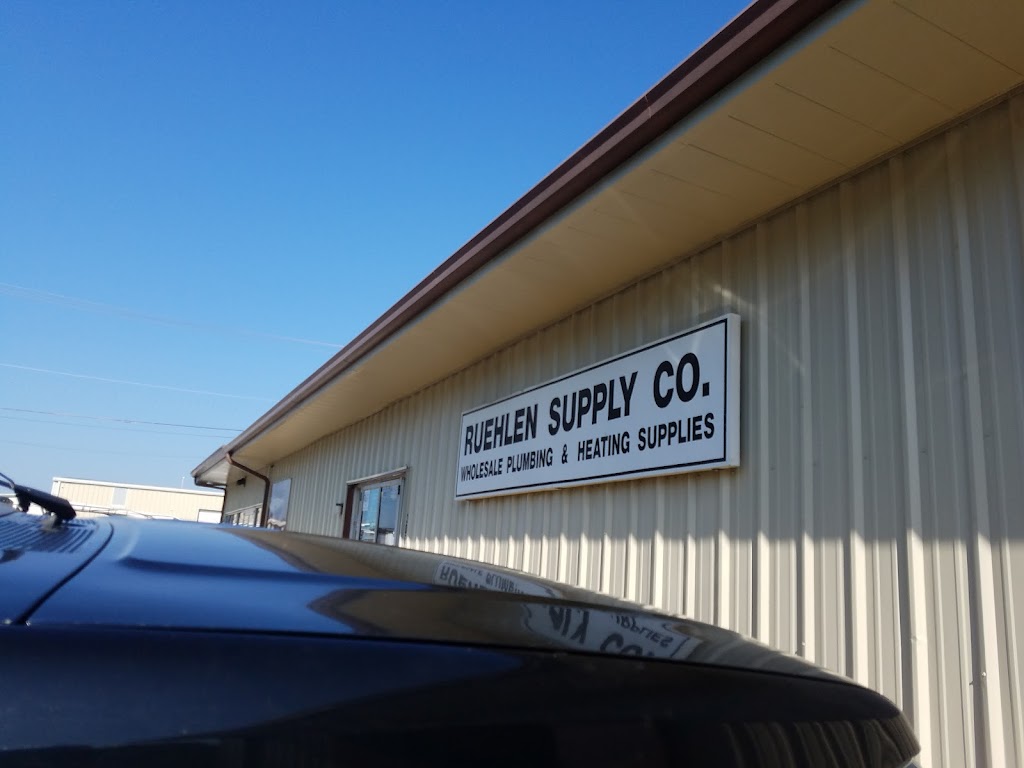 RUEHLEN SUPPLY CO.
WHOLESALE PLUMBING & HEATING SUPPLIES